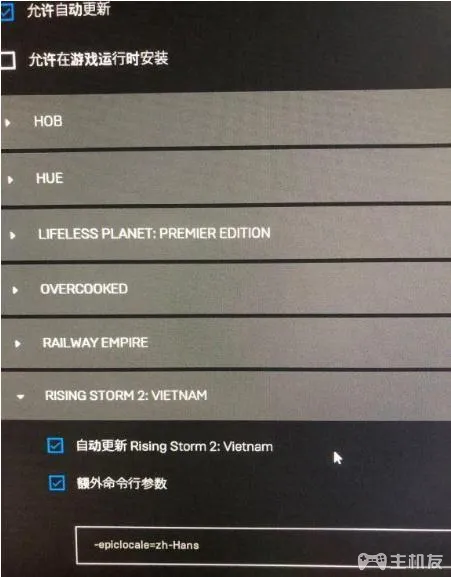 允许自动更新
允许在游戏运行时安装
HOB
HUE
LIFELESS PLANET: PREMIER EDITION
OVERCOOKED
RAILWAY EMPIRE
RISING STORM 2: VIETNAM
自动更新 Rising Storm 2: Vietnam
额外命令行参数
-epiclocale=zh-Hans
主机友